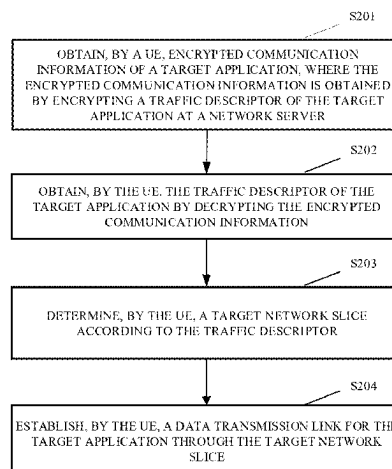 S201
OBTAIN, BY A UE, ENCRYPTED COMMUNICATION
INFORMATION OF A TARGET APPLICATION, WHERE THE
ENCRYPTED COMMUNICATION INFORMATION IS OBTAINED
BY ENCRYPTING A TRAFFIC DESCRIPTOR OF THE TARGET
APPLICATION AT A NETWORK SERVER
S202
OBTAIN, BY THE UE, THE TRAFFIC DESCRIPTOR OF THE
TARGET APPLICATION BY DECRYPTING THE ENCRYPTED
COMMUNICATION INFORMATION
S203
DETERMINE, BY THE UE, A TARGET NETWORK SLICE
ACCORDING TO THE TRAFFIC DESCRIPTOR
S204
ESTABLISH, BY THE UE, A DATA TRANSMISSION LINK FOR THE
TARGET APPLICATION THROUGH THE TARGET NETWORK
SLICE